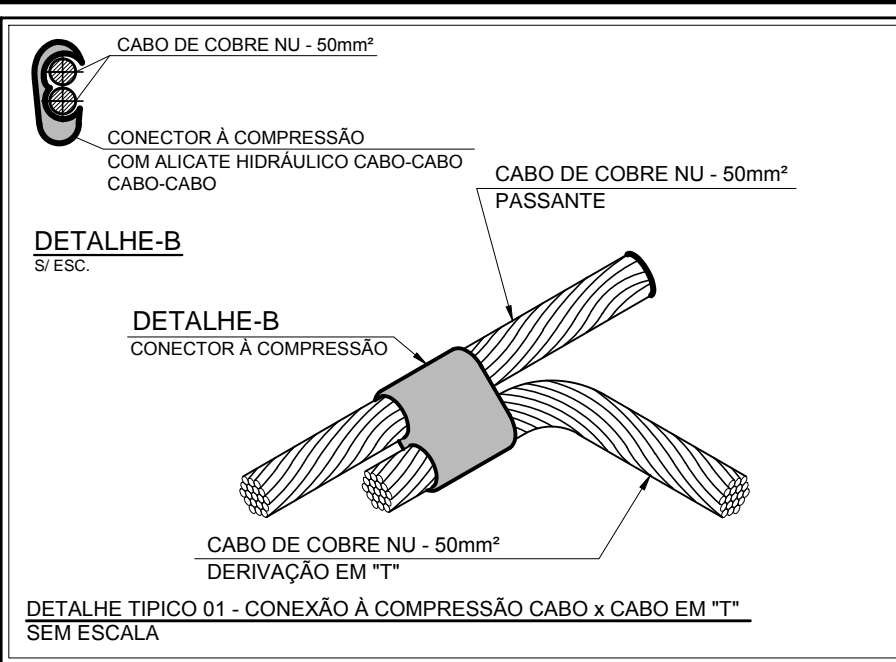 CABO DE COBRE NU - 50mm²
CONECTOR À COMPRESSÃO
COM ALICATE HIDRÁULICO CABO-CABO
CABO-CABO
DETALHE-B
S/ ESC.
CABO DE COBRE NU - 50mm²
PASSANTE
DETALHE-B
CONECTOR À COMPRESSÃO
CABO DE COBRE NU - 50mm²
DERIVAÇÃO EM "T"
DETALHE TIPICO 01 - CONEXÃO À COMPRESSÃO CABO x CABO EM "T"
SEM ESCALA